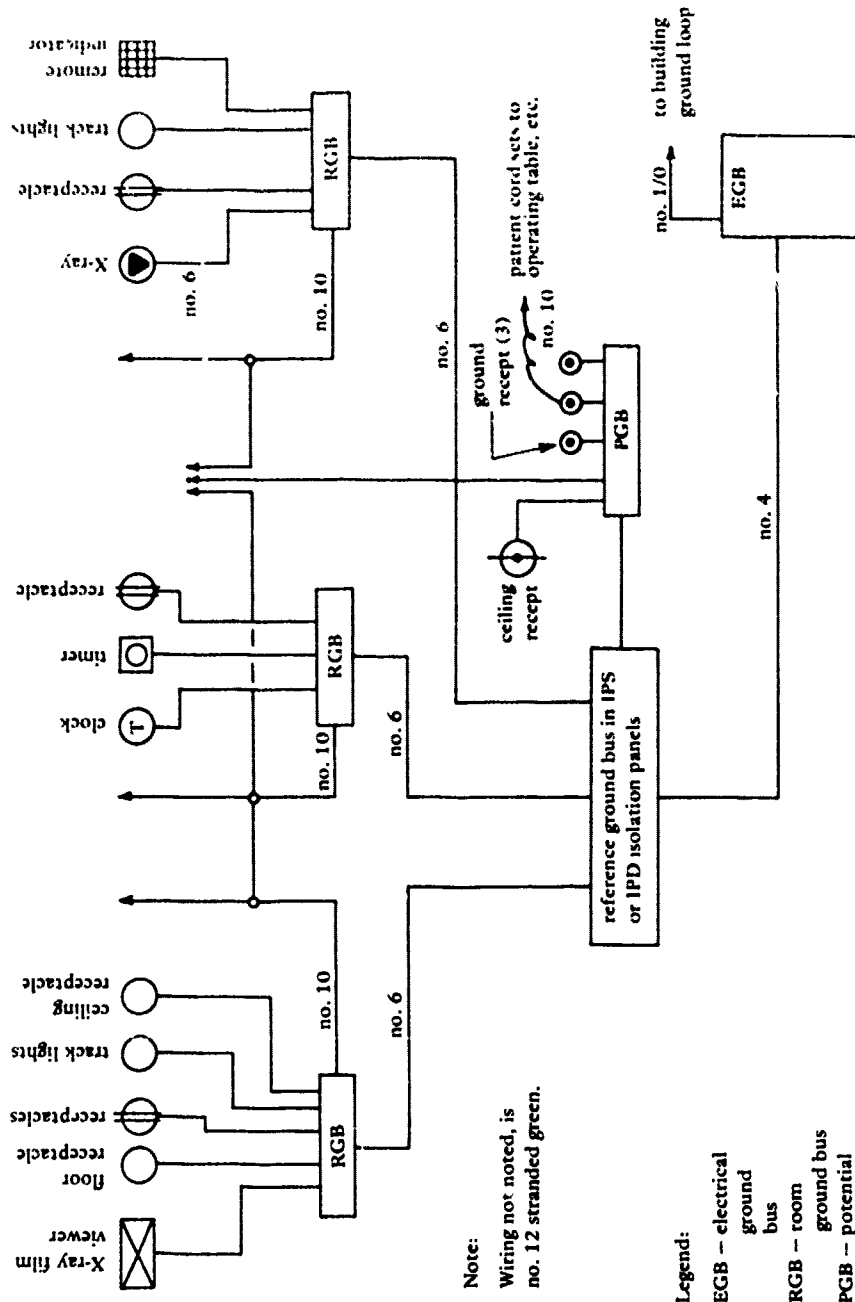 X-ray film
viewer
floor
receptacle
receptacles
track lights
ceiling
receptacle
clock
timer
receptacle
X-ray
receptacle
track lights
remote
indicator
no. 6
RGB
no. 10
no. 6
RGB
no. 10
no. 6
RGB
no. 10
no. 6
ground
recept (3)
no. 10
patient cord sets to
operating table, etc.
ceiling
recept
PGB
reference ground bus in IPS
or IPD isolation panels
no. 4
no. 1/0
to building
ground loop
EGB
T
Note:
Wiring not noted, is
no. 12 stranded green.
Legend:
EGB — electrical
ground
bus
RGB — room
ground bus
PGB — potential